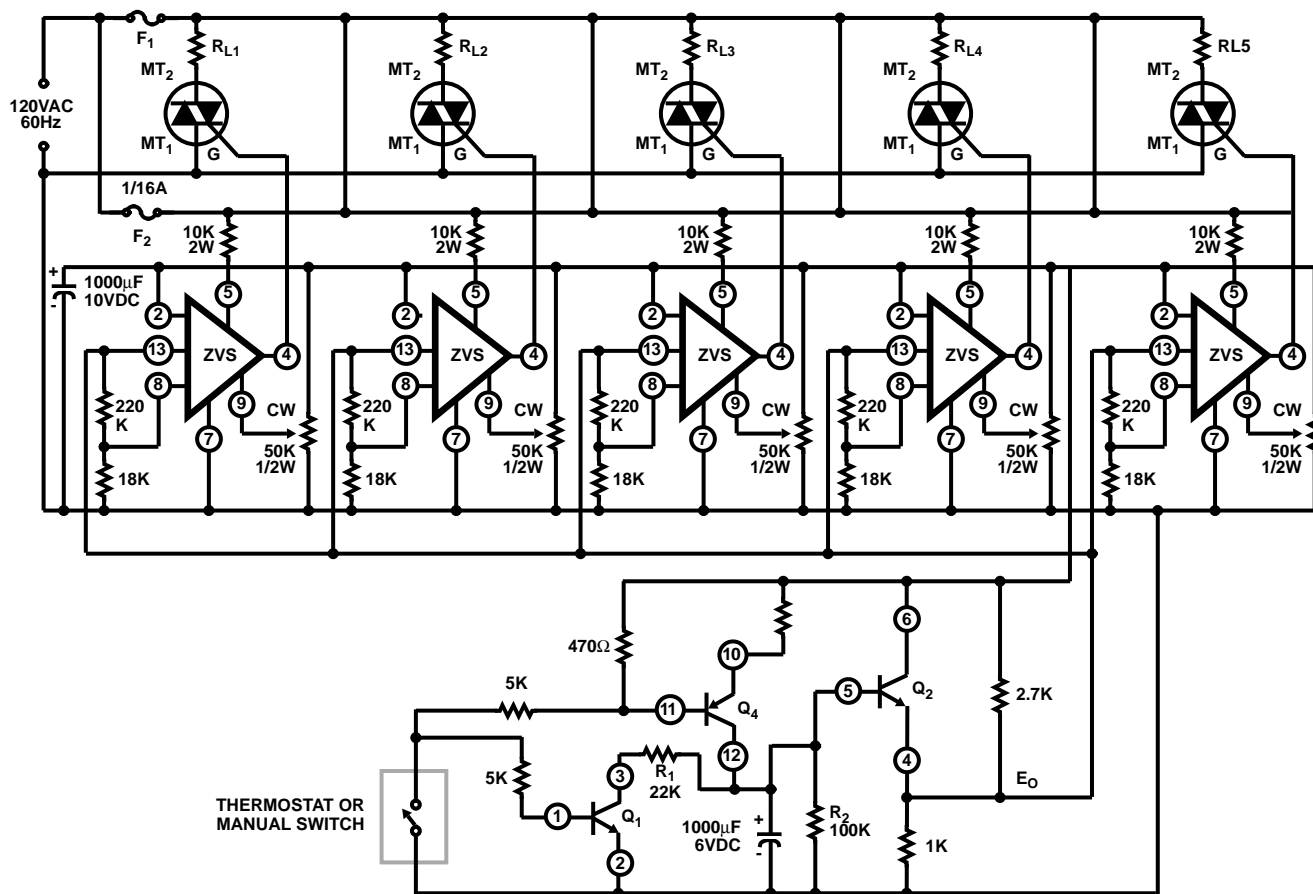 F1
RL1
RL2
RL3
RL4
RL5
MT2
MT2
MT2
MT2
MT2
120VAC
60Hz
MT1
G
MT1
G
MT1
G
MT1
G
MT1
G
1/16A
F2
10K
2W
10K
2W
10K
2W
10K
2W
10K
2W
+
1000µF
10VDC
-
5
5
5
5
5
2
2
2
2
2
13
ZVS
4
13
ZVS
4
13
ZVS
4
13
ZVS
4
13
ZVS
4
8
8
8
8
8
220
K
9
CW
220
K
9
CW
220
K
9
CW
220
K
9
CW
220
K
9
CW
7
50K
1/2W
7
50K
1/2W
7
50K
1/2W
7
50K
1/2W
7
50K
1/2W
18K
18K
18K
18K
18K
470Ω
10
6
5K
11
Q4
5
Q2
2.7K
12
4
5K
3
R1
22K
EO
THERMOSTAT OR
MANUAL SWITCH
1
Q1
+
1000µF
6VDC
-
R2
100K
1K
2